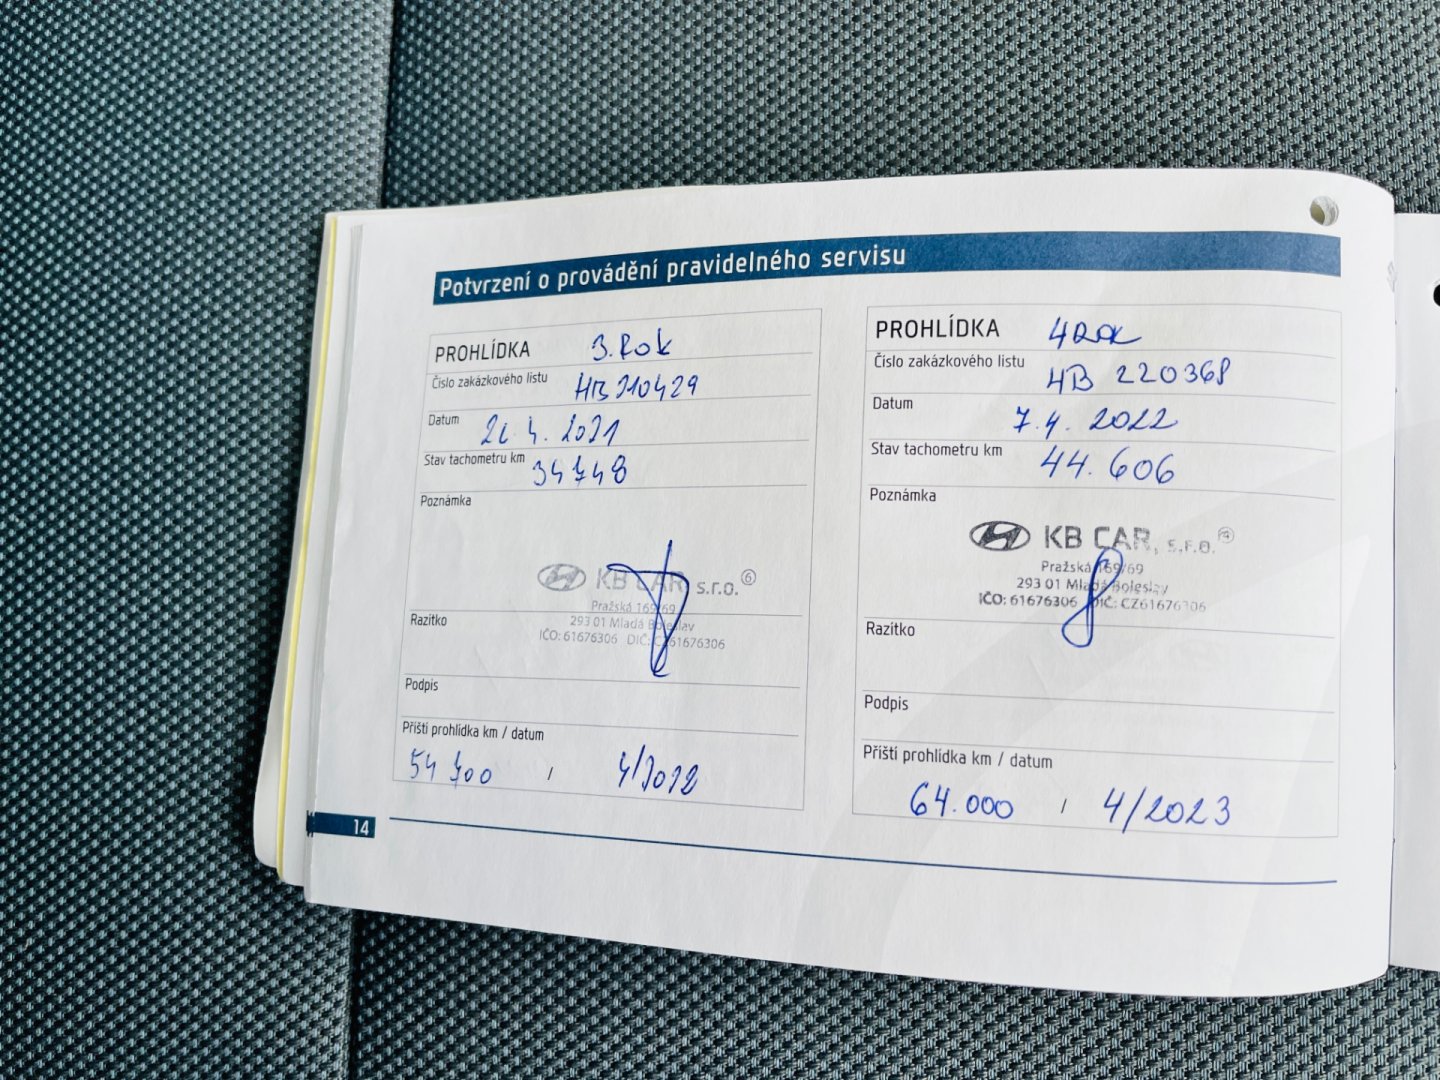 Potvrzení o provádění pravidelného servisu
PROHLÍDKA 3. Rok
Číslo zakázkového listu HB210429
Datum 4. 2021
Stav tachometru km 34748
Poznámka
KB CAR, s.r.o. 6
Pražská 169/69
293 01 Mladá Boleslav
IČO: 61676306 DIČ: CZ61676306
Razítko
Podpis
Příští prohlídka km / datum
54 700 / 4/2022
14
PROHLÍDKA 4 Rok
Číslo zakázkového listu HB 220368
Datum 7.4. 2022
Stav tachometru km 44.606
Poznámka
KB CAR, s.r.o.
Pražská 169/69
293 01 Mladá Boleslav
IČO: 61676306 DIČ: CZ61676306
Razítko
Podpis
Příští prohlídka km / datum
64.000 / 4/2023